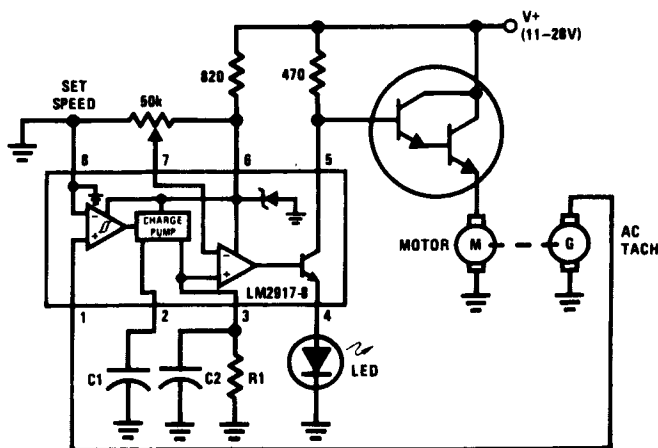 V+
(11–28V)
820
470
SET
SPEED
50k
8
7
6
5
−
+
CHARGE
PUMP
−
+
LM2917-8
MOTOR
M
G
AC
TACH
1
2
3
4
C1
C2
R1
LED